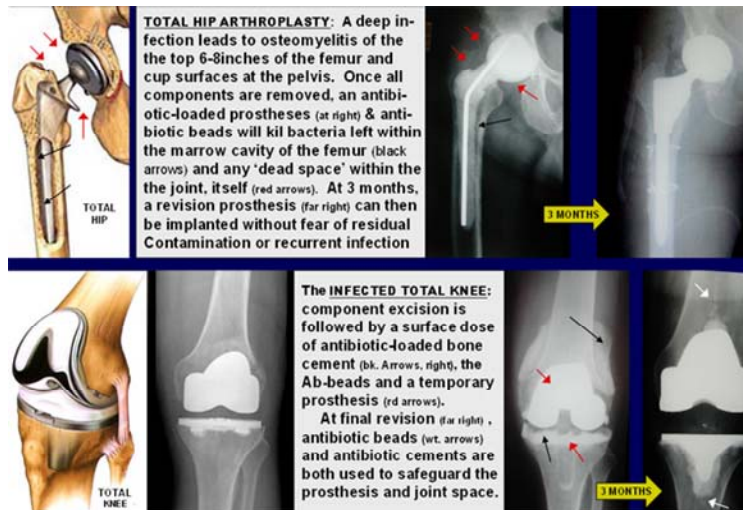 TOTAL HIP ARTHROPLASTY: A deep in-
fection leads to osteomyelitis of the
the top 6-8inches of the femur and
cup surfaces at the pelvis. Once all
components are removed, an antibi-
otic-loaded prostheses (at right) & anti-
biotic beads will kil bacteria left within
the marrow cavity of the femur (black
arrows) and any ‘dead space’ within the
the joint, itself (red arrows). At 3 months,
a revision prosthesis (far right) can then
be implanted without fear of residual
Contamination or recurrent infection
TOTAL
HIP
3 MONTHS
The INFECTED TOTAL KNEE:
component excision is
followed by a surface dose
of antibiotic-loaded bone
cement (bk. Arrows, right), the
Ab-beads and a temporary
prosthesis (rd arrows).
At final revision (far right) ,
antibiotic beads (wt. arrows)
and antibiotic cements are
both used to safeguard the
prosthesis and joint space.
TOTAL
KNEE
3 MONTHS